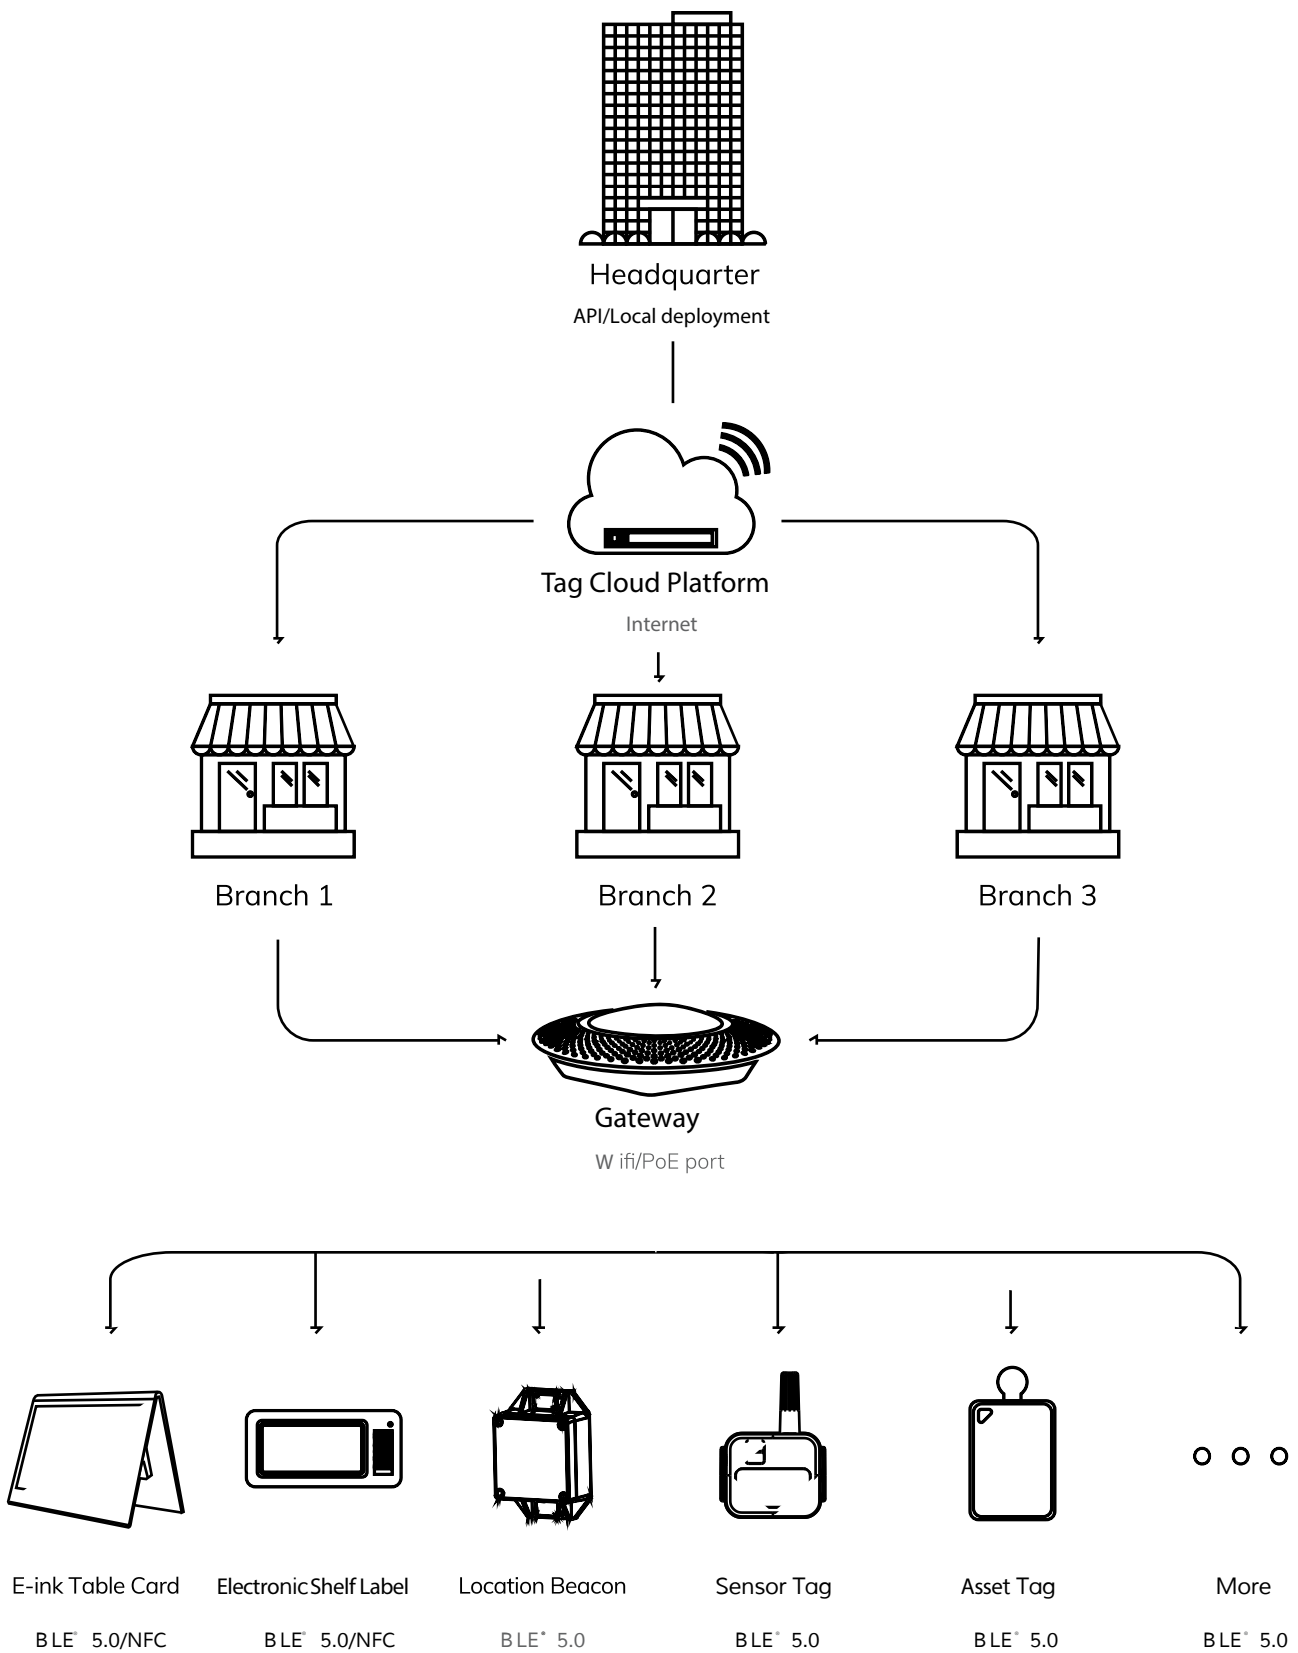 Headquarter
API/Local deployment
Tag Cloud Platform
Internet
Branch 1 Branch 2 Branch 3
Gateway
W ifi/PoE port
E-ink Table Card Electronic Shelf Label Location Beacon Sensor Tag Asset Tag More
BLE® 5.0/NFC BLE® 5.0/NFC BLE® 5.0 BLE® 5.0 BLE® 5.0 BLE® 5.0